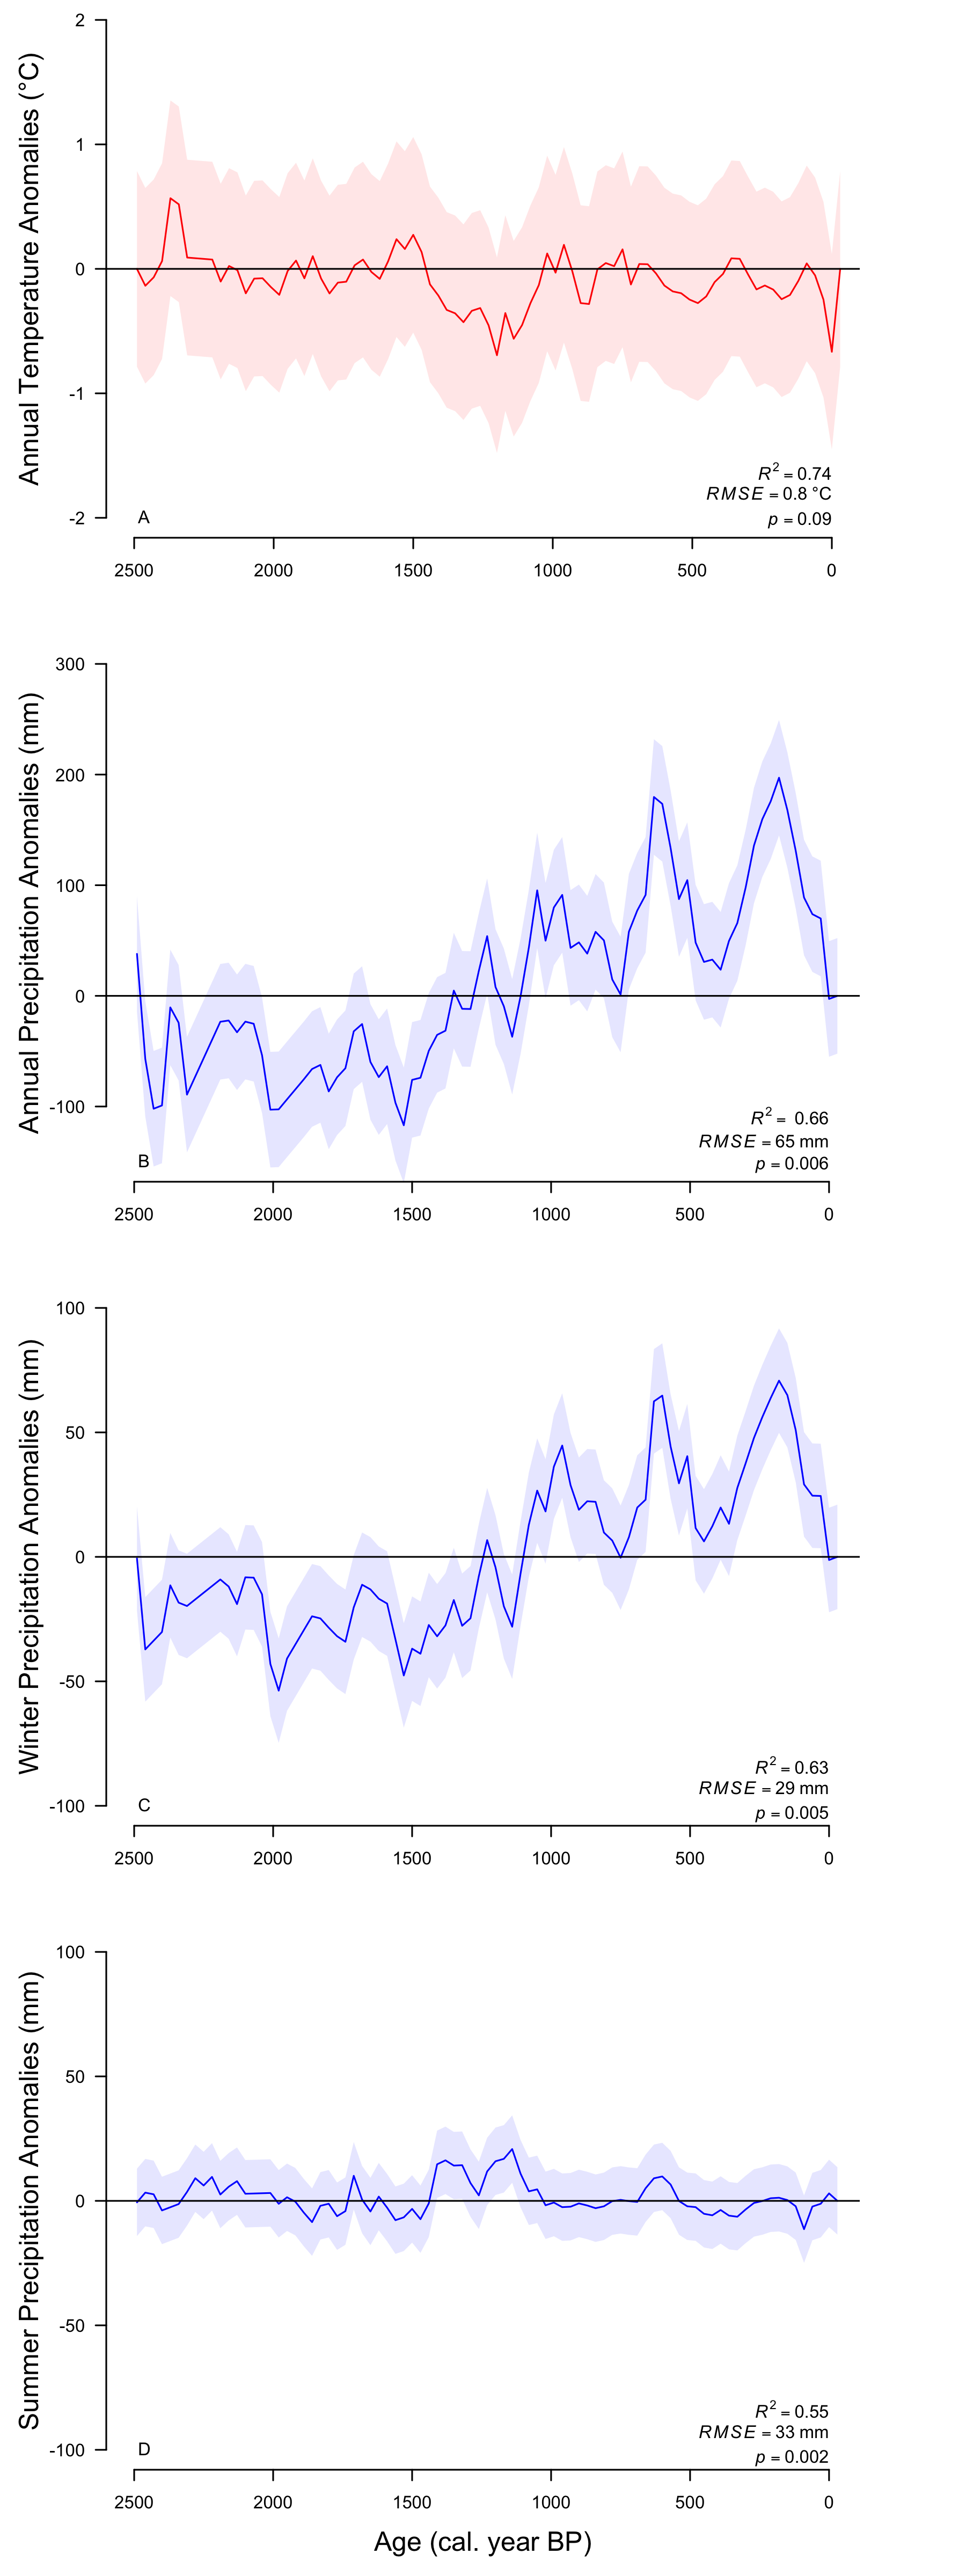 Annual Temperature Anomalies (°C)
2
1
0
-1
-2
R² = 0.74
RMSE = 0.8 °C
p = 0.09
A
2500 2000 1500 1000 500 0
Annual Precipitation Anomalies (mm)
300
200
100
0
-100
R² = 0.66
RMSE = 65 mm
p = 0.006
B
2500 2000 1500 1000 500 0
Winter Precipitation Anomalies (mm)
100
50
0
-50
-100
R² = 0.63
RMSE = 29 mm
p = 0.005
C
2500 2000 1500 1000 500 0
Summer Precipitation Anomalies (mm)
100
50
0
-50
-100
R² = 0.55
RMSE = 33 mm
p = 0.002
D
2500 2000 1500 1000 500 0
Age (cal. year BP)